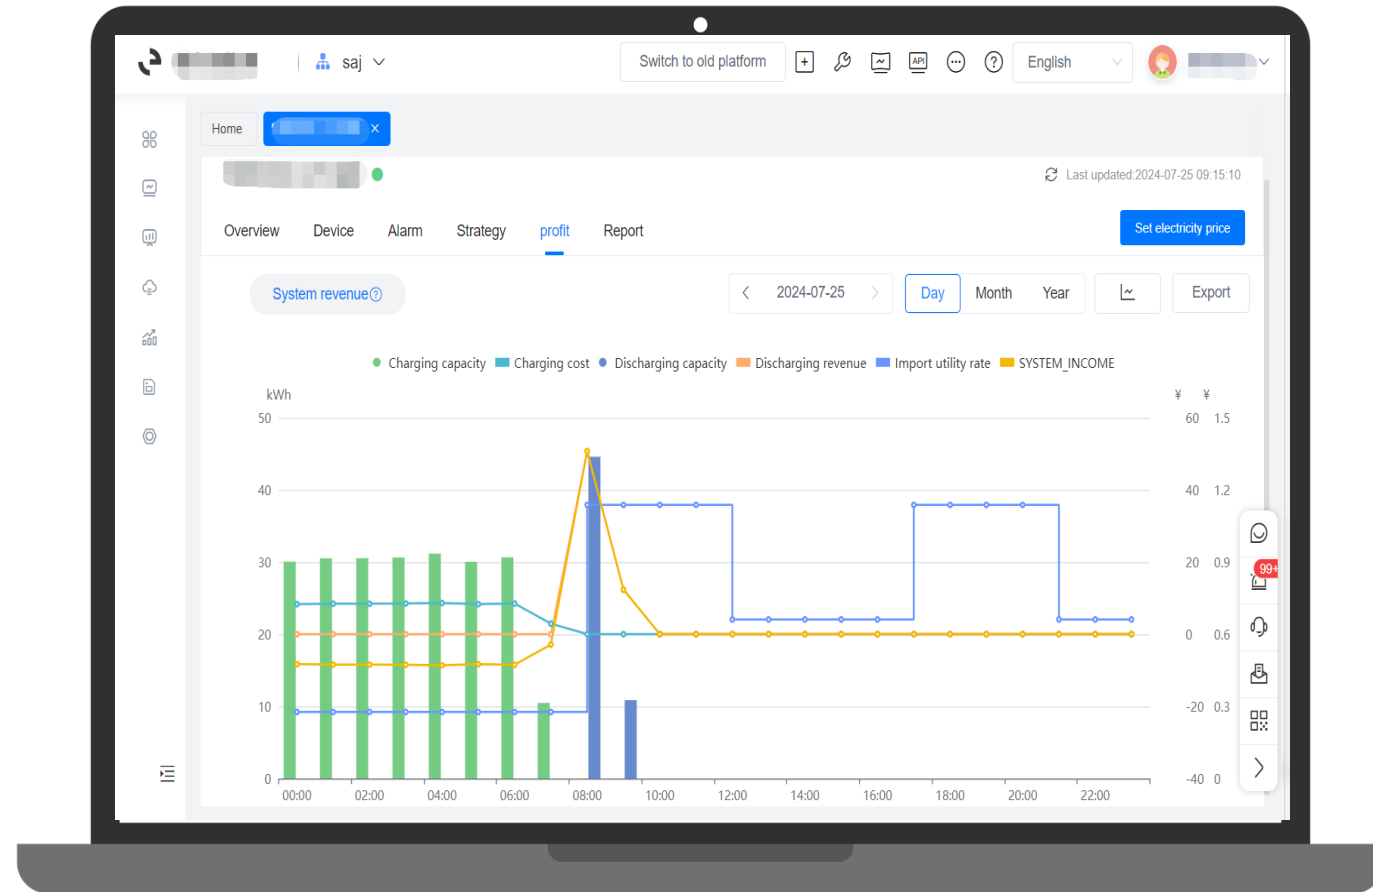 saj
Switch to old platform
API
English
Home
Last updated:2024-07-25 09:15:10
Overview Device Alarm Strategy profit Report
Set electricity price
System revenue
2024-07-25
Day Month Year
Export
Charging capacity Charging cost Discharging capacity Discharging revenue Import utility rate SYSTEM_INCOME
kWh ¥ ¥
50 60 1.5
40 40 1.2
30 20 0.9
99+
20 0 0.6
10 -20 0.3
0 -40 0
00:00 02:00 04:00 06:00 08:00 10:00 12:00 14:00 16:00 18:00 20:00 22:00